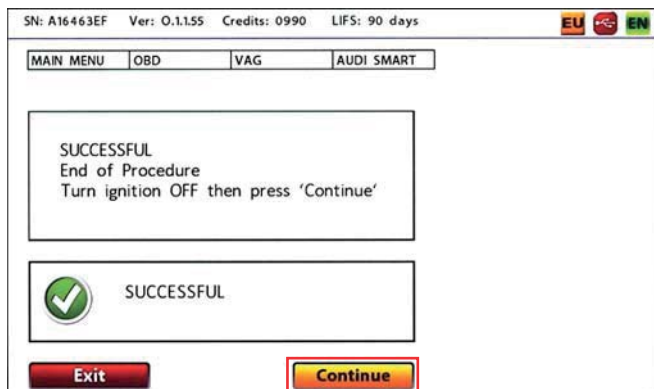 SN: A16463EF Ver: 0.1.1.55 Credits: 0990 LIFS: 90 days EU EN
MAIN MENU OBD VAG AUDI SMART
SUCCESSFUL
End of Procedure
Turn ignition OFF then press ‘Continue’
SUCCESSFUL
Exit Continue